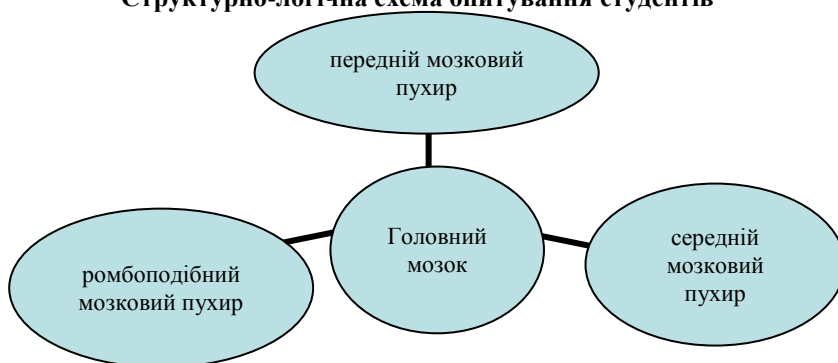 Структурно-логічна схема опитування студентів
передній мозковий
пухир
Головний
мозок
ромбоподібний
мозковий пухир
середній
мозковий
пухир